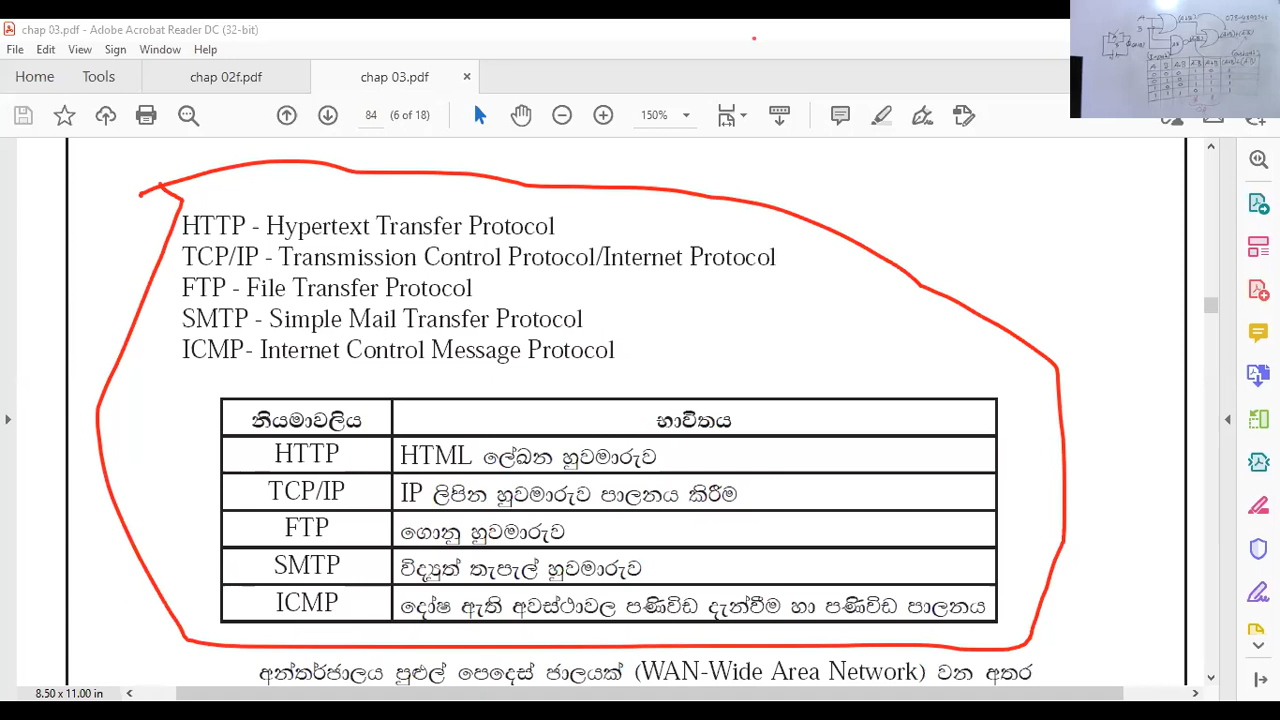 chap 03.pdf - Adobe Acrobat Reader DC (32-bit)
File Edit View Sign Window Help
Home Tools chap 02f.pdf chap 03.pdf ×
84 (6 of 18) 150%
HTTP - Hypertext Transfer Protocol
TCP/IP - Transmission Control Protocol/Internet Protocol
FTP - File Transfer Protocol
SMTP - Simple Mail Transfer Protocol
ICMP- Internet Control Message Protocol
නියමාවලිය භාවිතය
HTTP HTML ලේඛන හුවමාරුව
TCP/IP IP ලිපින හුවමාරුව පාලනය කිරීම
FTP ගොනු හුවමාරුව
SMTP විද්‍යුත් තැපැල් හුවමාරුව
ICMP දෝෂ ඇති අවස්ථාවල පණිවිඩ දැන්වීම හා පණිවිඩ පාලනය
අන්තර්ජාලය පුළුල් පෙදෙස් ජාලයක් (WAN-Wide Area Network) වන අතර
8.50 x 11.00 in